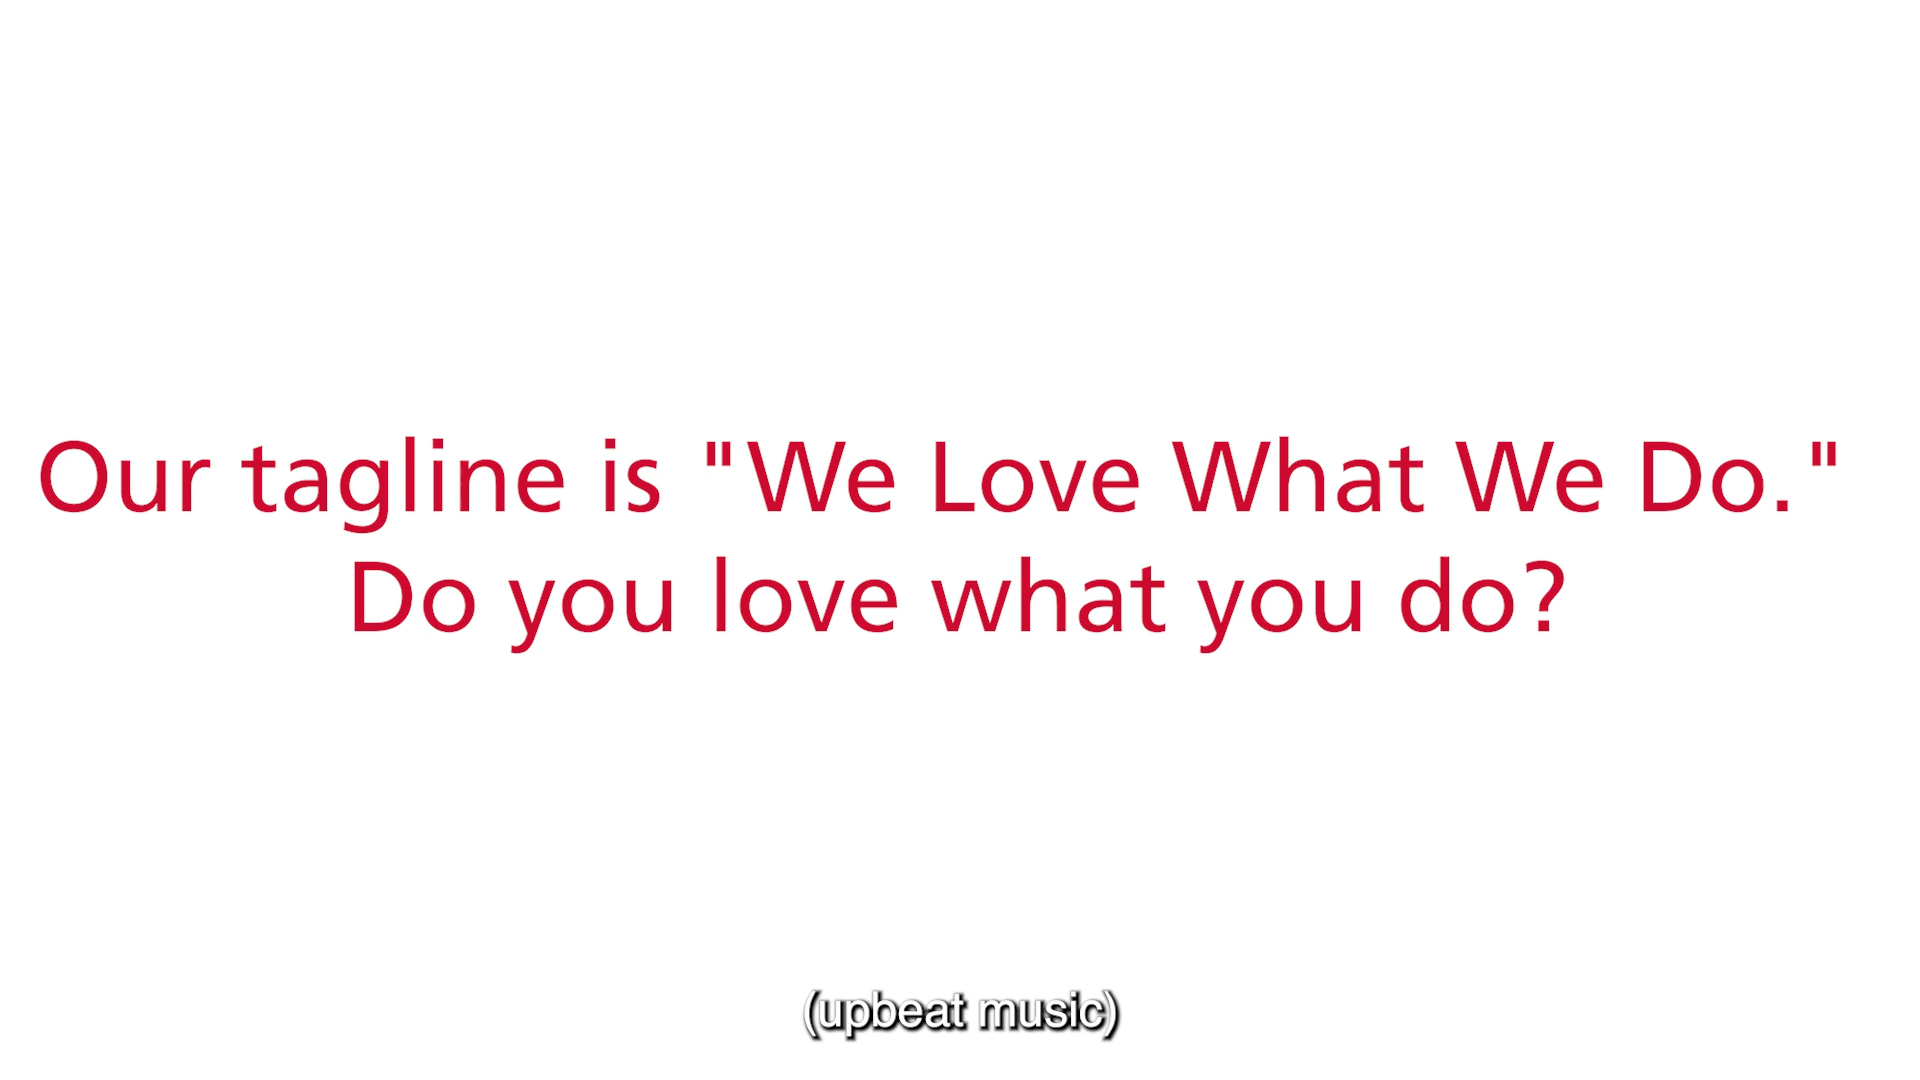 Our tagline is "We Love What We Do."
Do you love what you do?
(upbeat music)